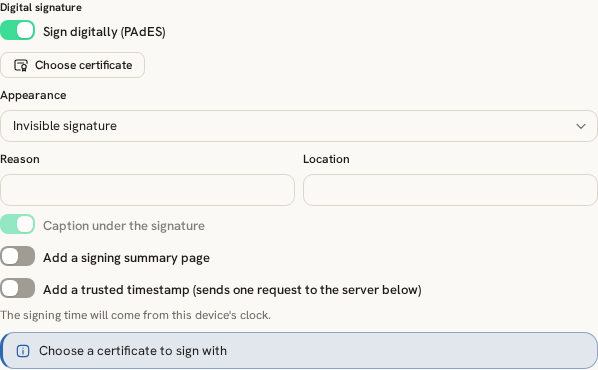 Digital signature
Sign digitally (PAdES)
Choose certificate
Appearance
Invisible signature
Reason
Location
Caption under the signature
Add a signing summary page
Add a trusted timestamp (sends one request to the server below)
The signing time will come from this device's clock.
Choose a certificate to sign with